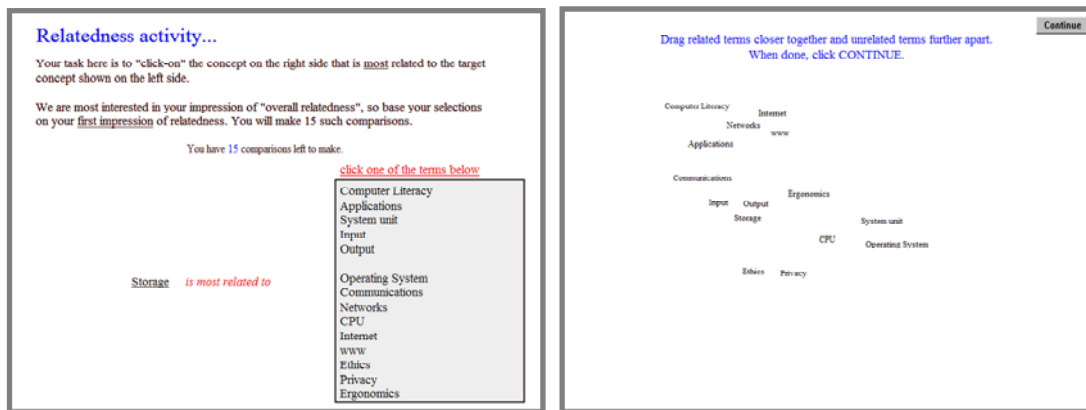 Relatedness activity...
Your task here is to "click-on" the concept on the right side that is most related to the target
concept shown on the left side.
We are most interested in your impression of "overall relatedness", so base your selections
on your first impression of relatedness. You will make 15 such comparisons.
You have 15 comparisons left to make.
click one of the terms below
Computer Literacy
Applications
System unit
Input
Output
Storage is most related to
Operating System
Communications
Networks
CPU
Internet
www
Ethics
Privacy
Ergonomics
Continue
Drag related terms closer together and unrelated terms further apart.
When done, click CONTINUE.
Computer Literacy
Internet
Networks
www
Applications
Communications
Ergonomics
Input Output
Storage
System unit
CPU
Operating System
Ethics Privacy